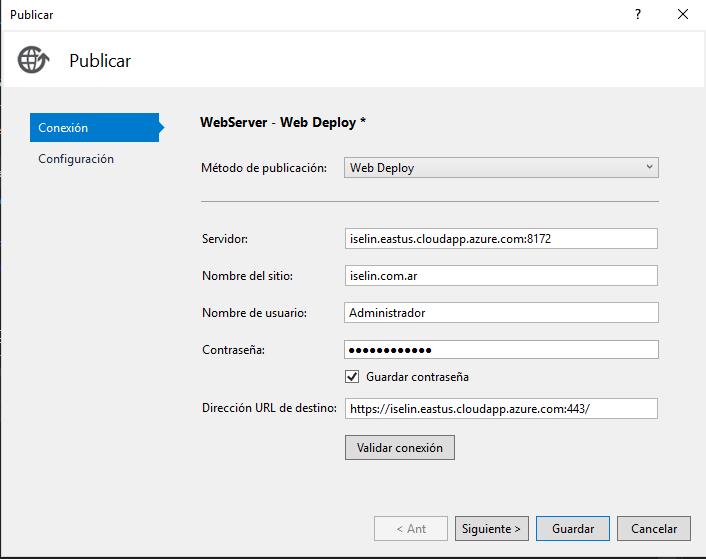 Publicar
?
Publicar
Conexión
Configuración
WebServer - Web Deploy *
Método de publicación: Web Deploy
Servidor: iselin.eastus.cloudapp.azure.com:8172
Nombre del sitio: iselin.com.ar
Nombre de usuario: Administrador
Contraseña: ●●●●●●●●●●●●
Guardar contraseña
Dirección URL de destino: https://iselin.eastus.cloudapp.azure.com:443/
Validar conexión
< Ant Siguiente > Guardar Cancelar